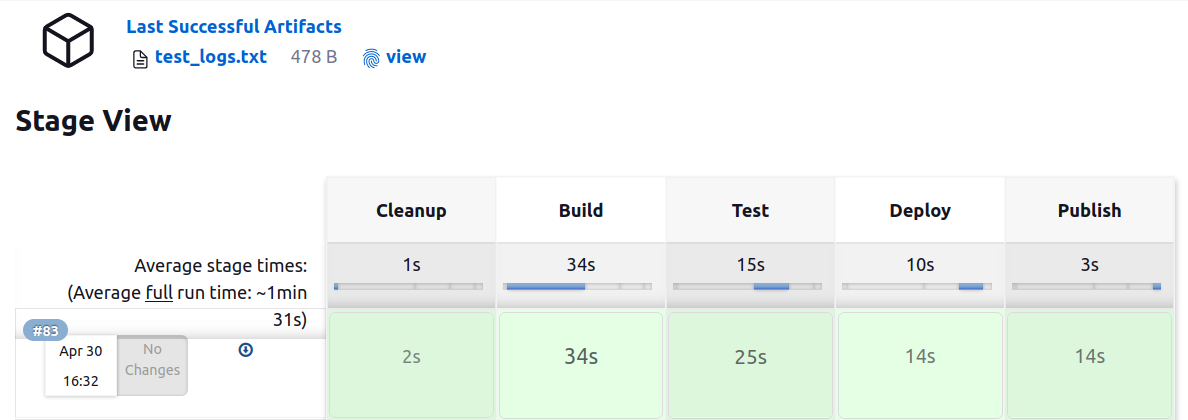 Last Successful Artifacts
test_logs.txt 478 B view
Stage View
Cleanup Build Test Deploy Publish
Average stage times: 1s 34s 15s 10s 3s
(Average full run time: ~1min
31s)
#83
Apr 30 No
Changes
16:32
2s 34s 25s 14s 14s